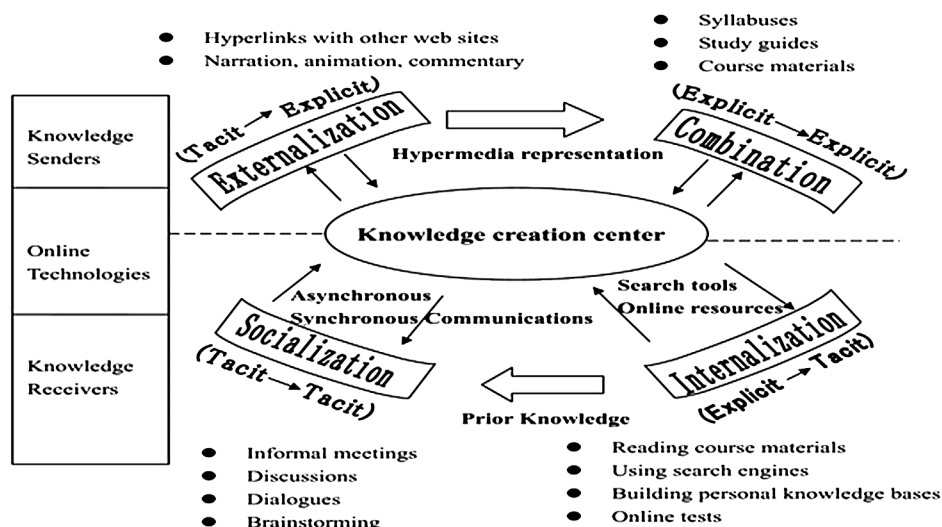 Hyperlinks with other web sites
Narration, animation, commentary
Syllabuses
Study guides
Course materials
Knowledge
Senders
Online
Technologies
Knowledge
Receivers
(Tacit → Explicit)
Externalization
Hypermedia representation
(Explicit → Explicit)
Combination
Knowledge creation center
Asynchronous
Synchronous Communications
Search tools
Online resources
Socialization
(Tacit → Tacit)
Internalization
(Explicit → Tacit)
Prior Knowledge
Informal meetings
Discussions
Dialogues
Brainstorming
Reading course materials
Using search engines
Building personal knowledge bases
Online tests